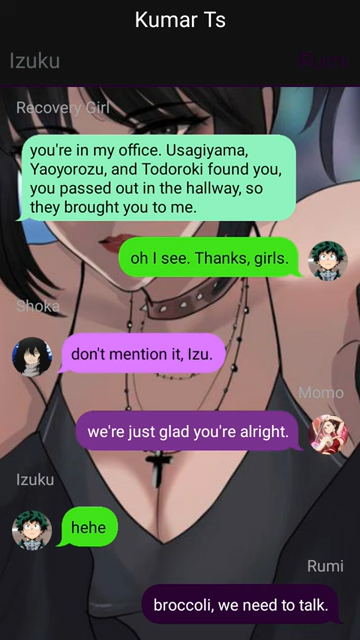 Kumar Ts
Izuku
Recovery Girl
you're in my office. Usagiyama,
Yaoyorozu, and Todoroki found you,
you passed out in the hallway, so
they brought you to me.
oh I see. Thanks, girls.
Shoka
don't mention it, Izu.
Momo
we're just glad you're alright.
Izuku
hehe
Rumi
broccoli, we need to talk.